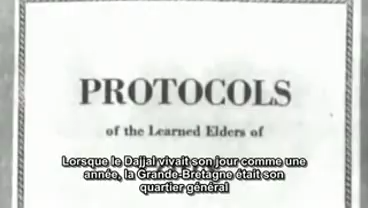 PROTOCOLS
of the Learned Elders of
Lorsque le Dajjal vivait son jour comme une
année, la Grande-Bretagne était son
quartier général